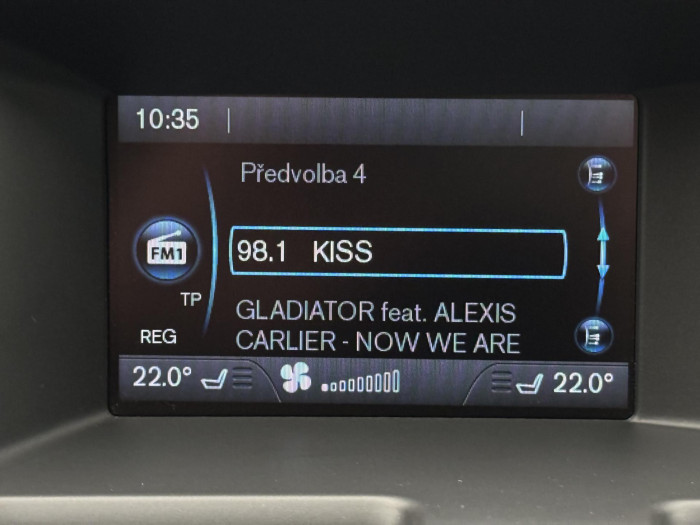 10:35
Předvolba 4
FM1
98.1 KISS
TP
GLADIATOR feat. ALEXIS
REG
CARLIER - NOW WE ARE
22.0°
22.0°